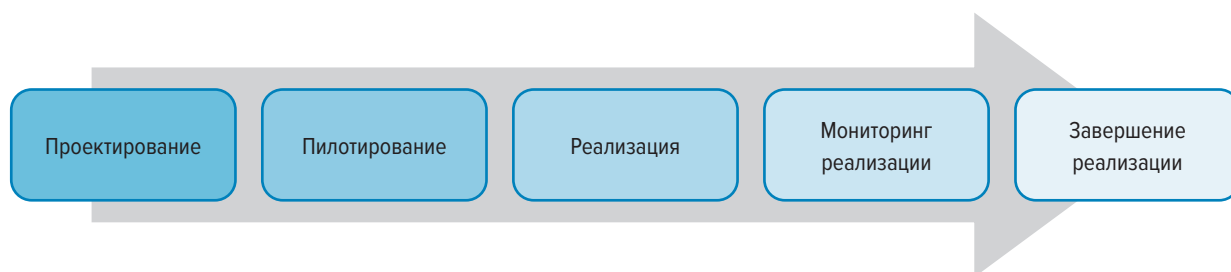 Проектирование
Пилотирование
Реализация
Мониторинг
реализации
Завершение
реализации